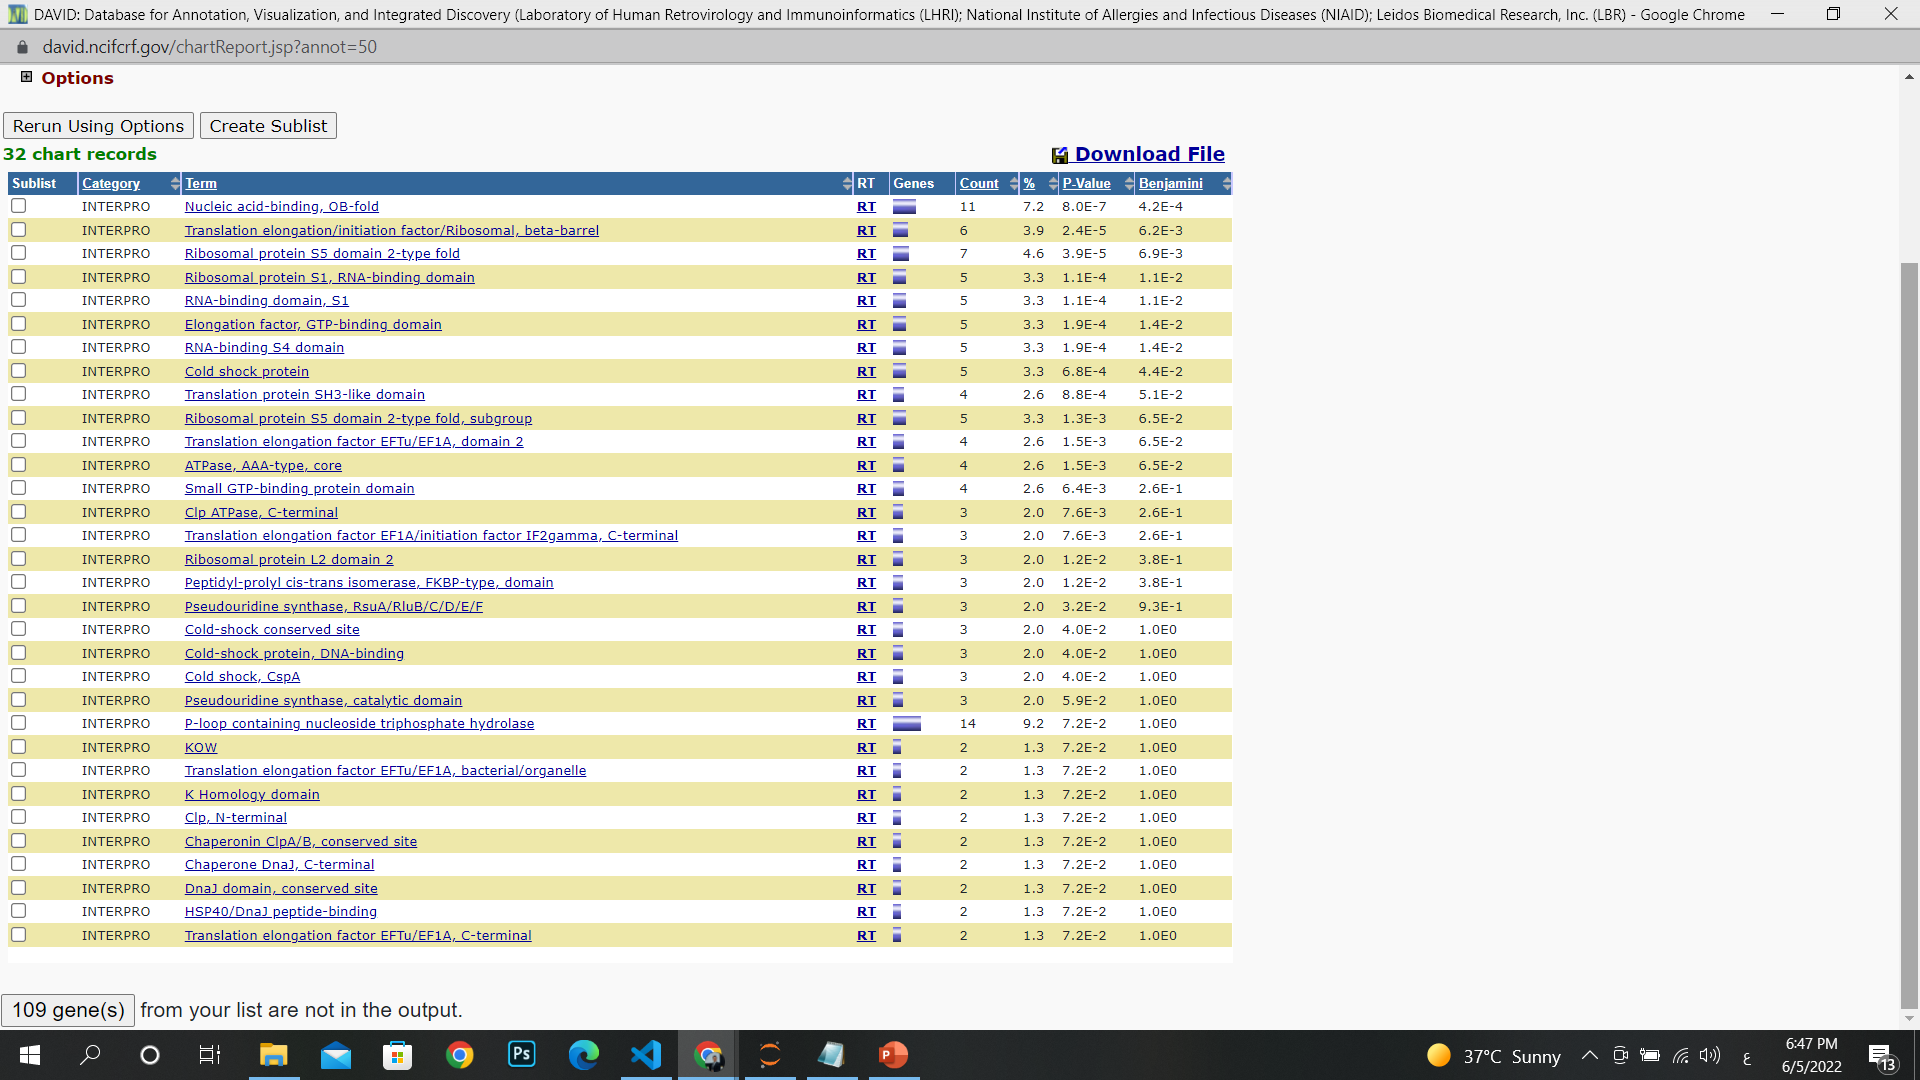 DAVID: Database for Annotation, Visualization, and Integrated Discovery (Laboratory of Human Retrovirology and Immunoinformatics (LHRI); National Institute of Allergies and Infectious Diseases (NIAID); Leidos Biomedical Research, Inc. (LBR) - Google Chrome
david.ncifcrf.gov/chartReport.jsp?annot=50
Options
Rerun Using Options Create Sublist
32 chart records Download File
Sublist Category Term RT Genes Count % P-Value Benjamini
INTERPRO Nucleic acid-binding, OB-fold RT 11 7.2 8.0E-7 4.2E-4
INTERPRO Translation elongation/initiation factor/Ribosomal, beta-barrel RT 6 3.9 2.4E-5 6.2E-3
INTERPRO Ribosomal protein S5 domain 2-type fold RT 7 4.6 3.9E-5 6.9E-3
INTERPRO Ribosomal protein S1, RNA-binding domain RT 5 3.3 1.1E-4 1.1E-2
INTERPRO RNA-binding domain, S1 RT 5 3.3 1.1E-4 1.1E-2
INTERPRO Elongation factor, GTP-binding domain RT 5 3.3 1.9E-4 1.4E-2
INTERPRO RNA-binding S4 domain RT 5 3.3 1.9E-4 1.4E-2
INTERPRO Cold shock protein RT 5 3.3 6.8E-4 4.4E-2
INTERPRO Translation protein SH3-like domain RT 4 2.6 8.8E-4 5.1E-2
INTERPRO Ribosomal protein S5 domain 2-type fold, subgroup RT 5 3.3 1.3E-3 6.5E-2
INTERPRO Translation elongation factor EFTu/EF1A, domain 2 RT 4 2.6 1.5E-3 6.5E-2
INTERPRO ATPase, AAA-type, core RT 4 2.6 1.5E-3 6.5E-2
INTERPRO Small GTP-binding protein domain RT 4 2.6 6.4E-3 2.6E-1
INTERPRO Clp ATPase, C-terminal RT 3 2.0 7.6E-3 2.6E-1
INTERPRO Translation elongation factor EF1A/initiation factor IF2gamma, C-terminal RT 3 2.0 7.6E-3 2.6E-1
INTERPRO Ribosomal protein L2 domain 2 RT 3 2.0 1.2E-2 3.8E-1
INTERPRO Peptidyl-prolyl cis-trans isomerase, FKBP-type, domain RT 3 2.0 1.2E-2 3.8E-1
INTERPRO Pseudouridine synthase, RsuA/RluB/C/D/E/F RT 3 2.0 3.2E-2 9.3E-1
INTERPRO Cold-shock conserved site RT 3 2.0 4.0E-2 1.0E0
INTERPRO Cold-shock protein, DNA-binding RT 3 2.0 4.0E-2 1.0E0
INTERPRO Cold shock, CspA RT 3 2.0 4.0E-2 1.0E0
INTERPRO Pseudouridine synthase, catalytic domain RT 3 2.0 5.9E-2 1.0E0
INTERPRO P-loop containing nucleoside triphosphate hydrolase RT 14 9.2 7.2E-2 1.0E0
INTERPRO KOW RT 2 1.3 7.2E-2 1.0E0
INTERPRO Translation elongation factor EFTu/EF1A, bacterial/organelle RT 2 1.3 7.2E-2 1.0E0
INTERPRO K Homology domain RT 2 1.3 7.2E-2 1.0E0
INTERPRO Clp, N-terminal RT 2 1.3 7.2E-2 1.0E0
INTERPRO Chaperonin ClpA/B, conserved site RT 2 1.3 7.2E-2 1.0E0
INTERPRO Chaperone DnaJ, C-terminal RT 2 1.3 7.2E-2 1.0E0
INTERPRO DnaJ domain, conserved site RT 2 1.3 7.2E-2 1.0E0
INTERPRO HSP40/DnaJ peptide-binding RT 2 1.3 7.2E-2 1.0E0
INTERPRO Translation elongation factor EFTu/EF1A, C-terminal RT 2 1.3 7.2E-2 1.0E0
109 gene(s) from your list are not in the output.
Ps
P
37°C Sunny
ع
6:47 PM
6/5/2022
13